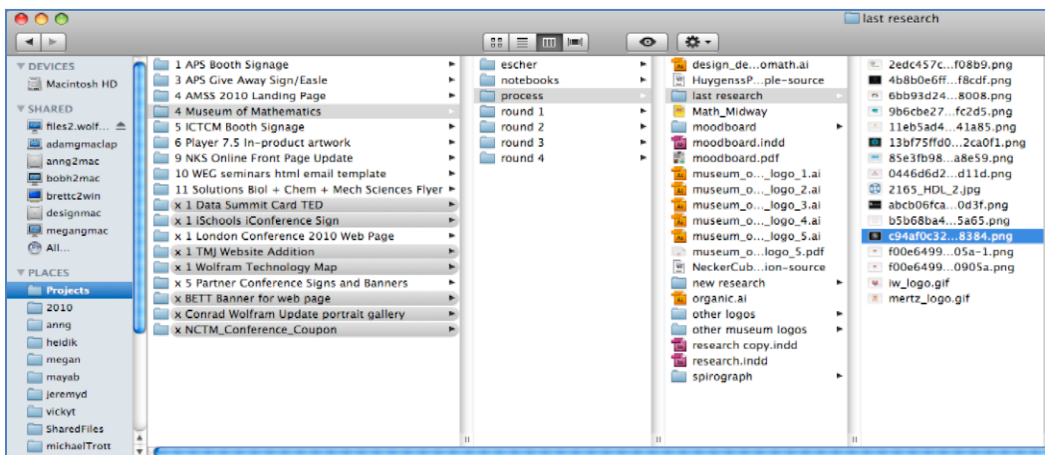 last research
DEVICES
Macintosh HD
SHARED
files2.wolf...
adamgmaclap
anng2mac
bobh2mac
brettc2win
designmac
megangmac
All...
PLACES
Projects
2010
anng
heidik
megan
mayab
jeremyd
vickyt
SharedFiles
michaelTrott
1 APS Booth Signage
3 APS Give Away Sign/Easle
4 AMSS 2010 Landing Page
4 Museum of Mathematics
5 ICTCM Booth Signage
6 Player 7.5 In-product artwork
9 NKS Online Front Page Update
10 WEG seminars html email template
11 Solutions Biol + Chem + Mech Sciences Flyer
x 1 Data Summit Card TED
x 1 iSchools iConference Sign
x 1 London Conference 2010 Web Page
x 1 TMJ Website Addition
x 1 Wolfram Technology Map
x 5 Partner Conference Signs and Banners
x BETT Banner for web page
x Conrad Wolfram Update portrait gallery
x NCTM_Conference_Coupon
escher
notebooks
process
round 1
round 2
round 3
round 4
design_de...omath.ai
HuygenssP...ple-source
last research
Math_Midway
moodboard
moodboard.indd
moodboard.pdf
museum_o..._logo_1.ai
museum_o..._logo_2.ai
museum_o..._logo_3.ai
museum_o..._logo_4.ai
museum_o..._logo_5.ai
museum_o..._logo_5.pdf
NeckerCub...ion-source
new research
organic.ai
other logos
other museum logos
research copy.indd
research.indd
spirograph
2edc457c...f08b9.png
4b8b0e6ff...f8cdf.png
6bb93d24...8008.png
9b6cbe27...fc2d5.png
11eb5ad4...41a85.png
13bf75ffd0...2ca0f1.png
85e3fb98...a8e59.png
0446d6d2...d11d.png
2165_HDL_2.jpg
abcb06fca...0d3f.png
b5b68ba4...5a65.png
c94af0c32...8384.png
f00e6499...05a-1.png
f00e6499...0905a.png
iw_logo.gif
mertz_logo.gif